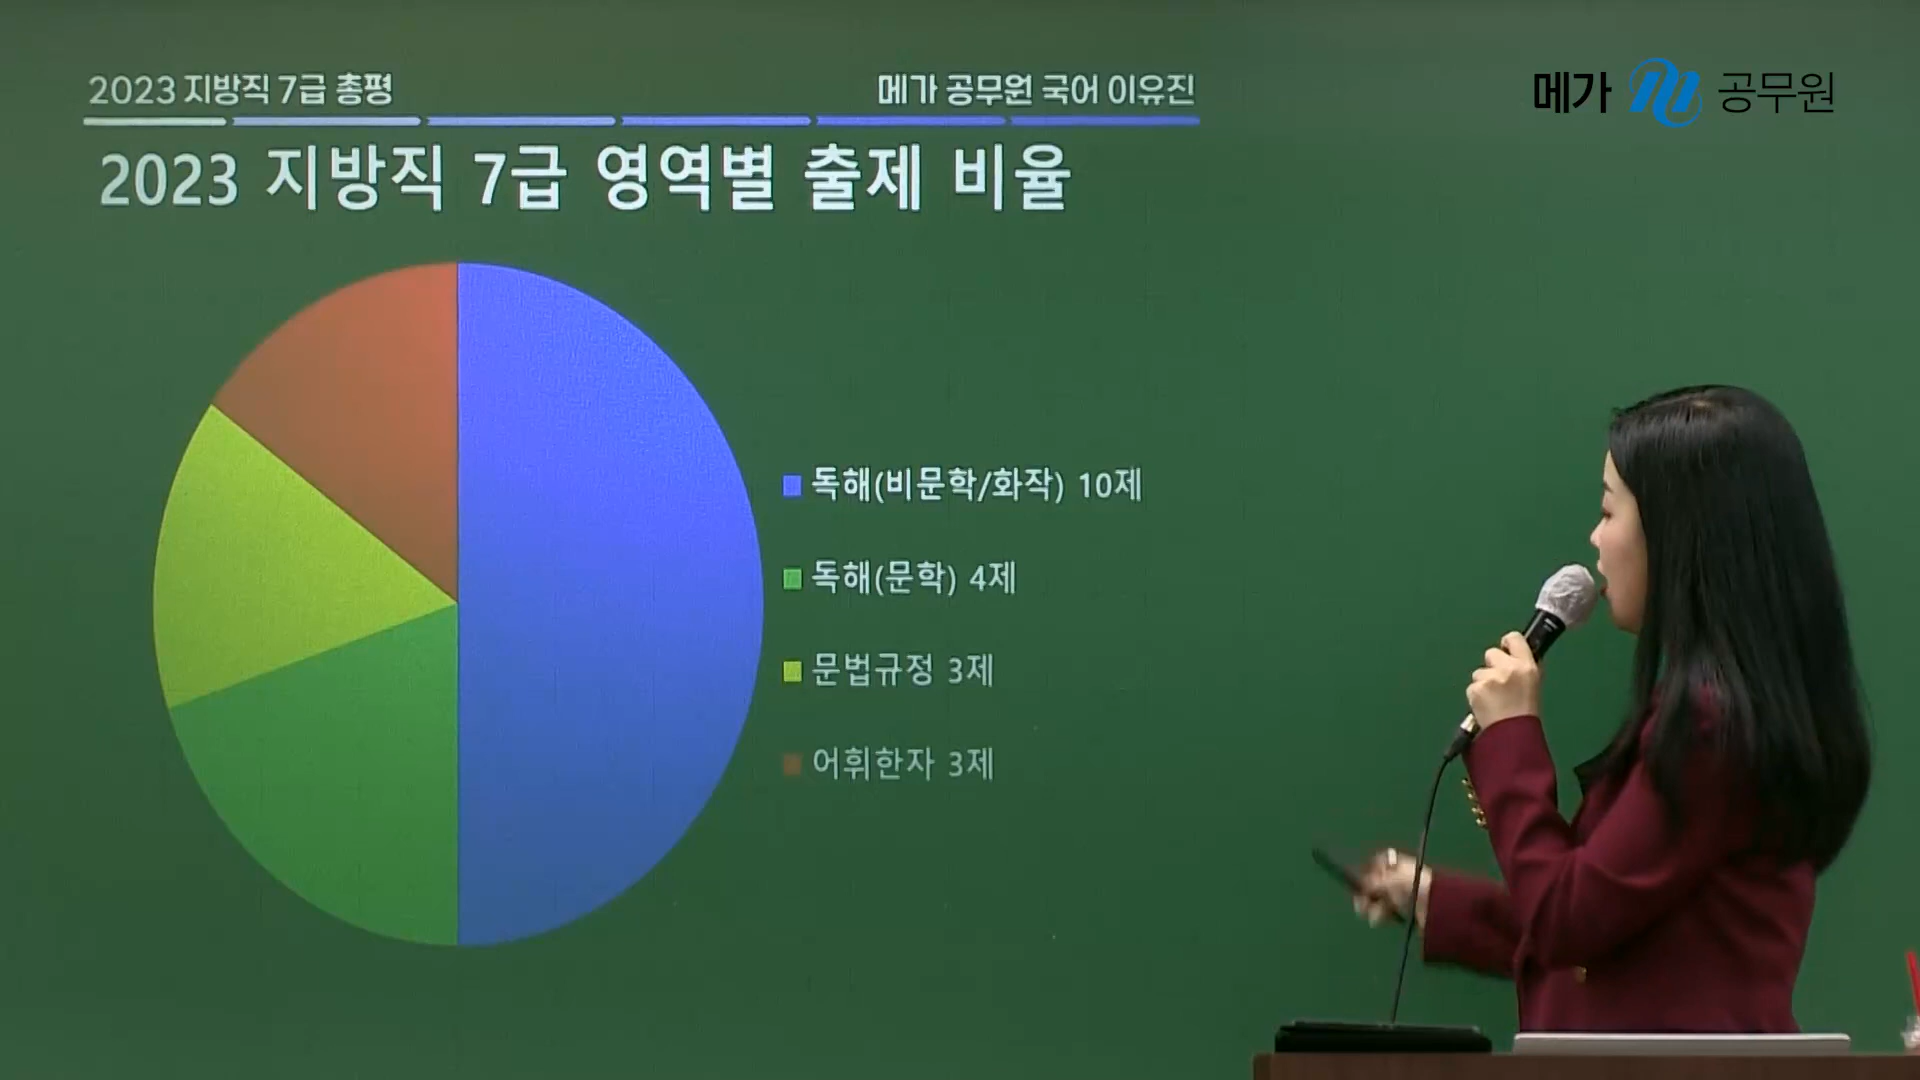 2023 지방직 7급 총평
메가 공무원 국어 이유진
메가 공무원
2023 지방직 7급 영역별 출제 비율
독해(비문학/화작) 10제
독해(문학) 4제
문법규정 3제
어휘한자 3제